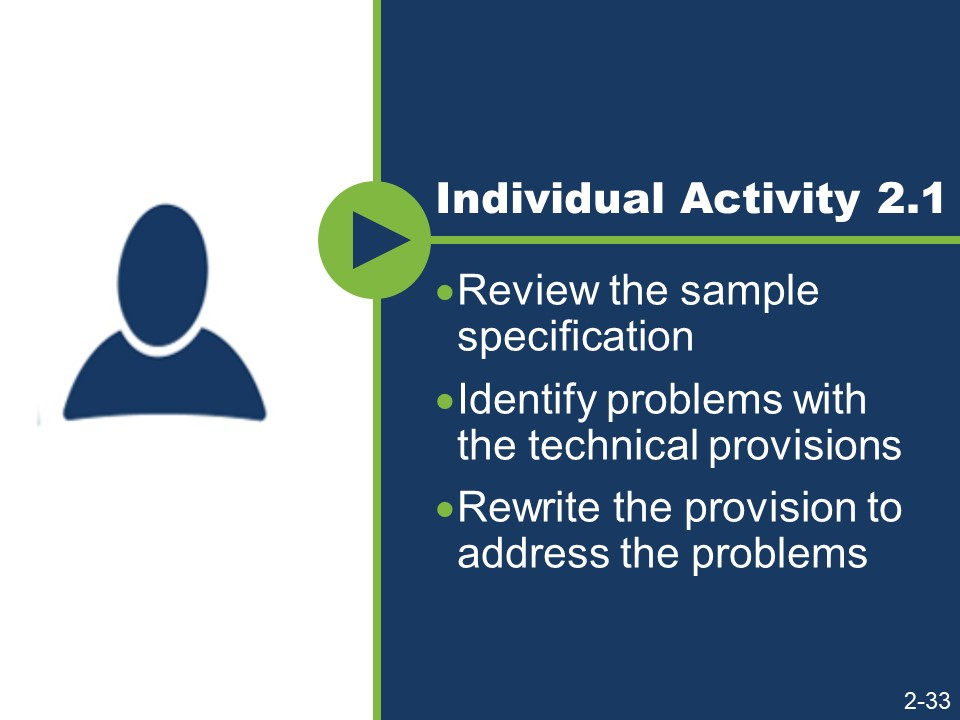 Individual Activity 2.1
•Review the sample
specification
•Identify problems with
the technical provisions
•Rewrite the provision to
address the problems
2-33